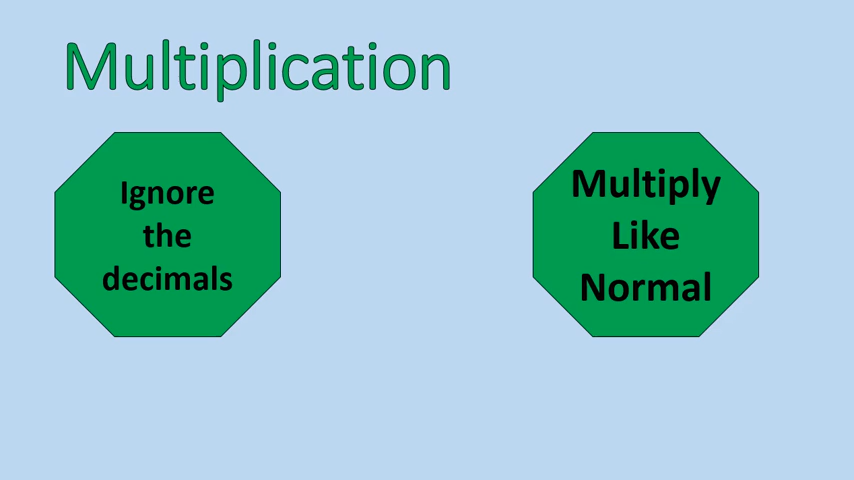 Multiplication
Ignore
the
decimals
Multiply
Like
Normal